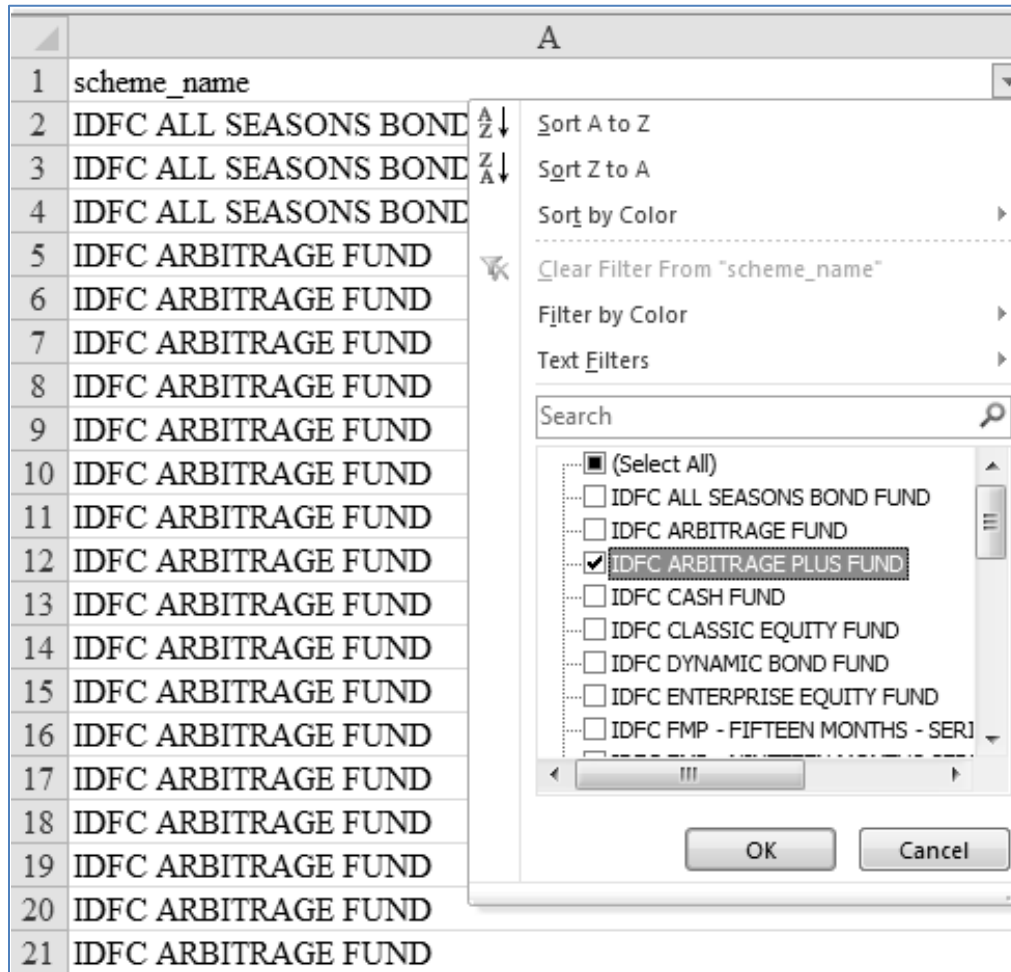 A
1 scheme_name
2 IDFC ALL SEASONS BOND
3 IDFC ALL SEASONS BOND
4 IDFC ALL SEASONS BOND
5 IDFC ARBITRAGE FUND
6 IDFC ARBITRAGE FUND
7 IDFC ARBITRAGE FUND
8 IDFC ARBITRAGE FUND
9 IDFC ARBITRAGE FUND
10 IDFC ARBITRAGE FUND
11 IDFC ARBITRAGE FUND
12 IDFC ARBITRAGE FUND
13 IDFC ARBITRAGE FUND
14 IDFC ARBITRAGE FUND
15 IDFC ARBITRAGE FUND
16 IDFC ARBITRAGE FUND
17 IDFC ARBITRAGE FUND
18 IDFC ARBITRAGE FUND
19 IDFC ARBITRAGE FUND
20 IDFC ARBITRAGE FUND
21 IDFC ARBITRAGE FUND
Sort A to Z
Sort Z to A
Sort by Color
Clear Filter From "scheme_name"
Filter by Color
Text Filters
Search
(Select All)
IDFC ALL SEASONS BOND FUND
IDFC ARBITRAGE FUND
IDFC ARBITRAGE PLUS FUND
IDFC CASH FUND
IDFC CLASSIC EQUITY FUND
IDFC DYNAMIC BOND FUND
IDFC ENTERPRISE EQUITY FUND
IDFC FMP - FIFTEEN MONTHS - SERI
OK
Cancel